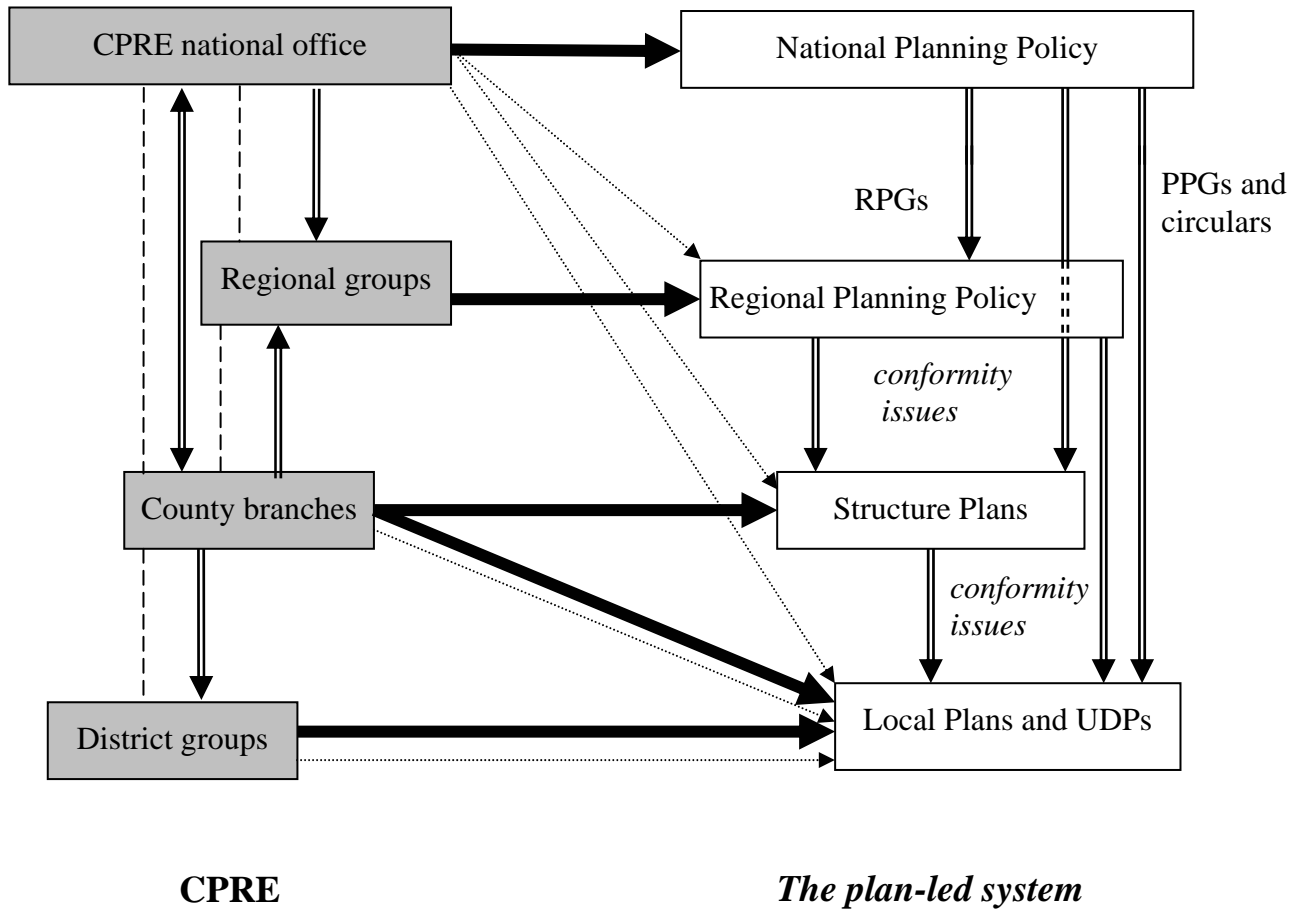 CPRE national office
National Planning Policy
RPGs
PPGs and
circulars
Regional groups
Regional Planning Policy
conformity
issues
County branches
Structure Plans
conformity
issues
District groups
Local Plans and UDPs
CPRE
The plan-led system